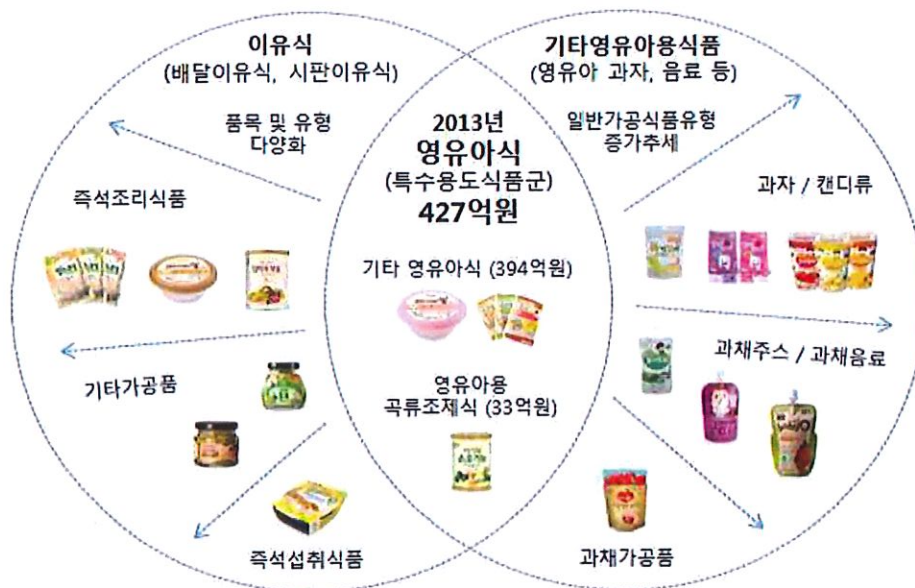 이유식
(배달이유식, 시판이유식)
품목 및 유형
다양화
즉석조리식품
기타가공품
즉석섭취식품
2013년
영유아식
(특수용도식품군)
427억원
기타 영유아식 (394억원)
영유아용
곡류조제식 (33억원)
기타영유아용식품
(영유아 과자, 음료 등)
일반가공식품유형
증가추세
과자 / 캔디류
과채주스 / 과채음료
과채가공품